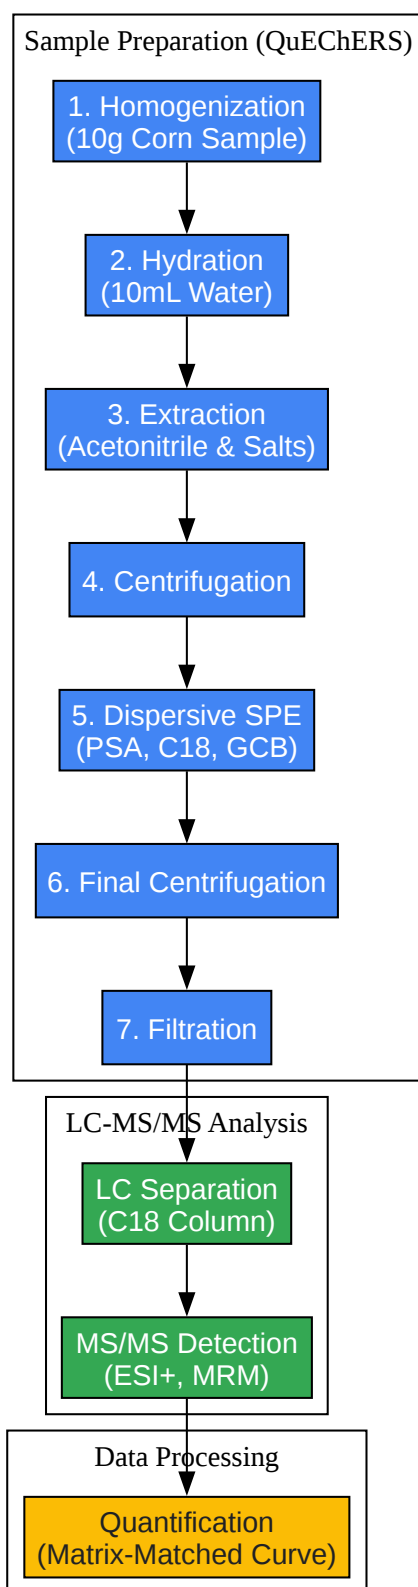 Sample Preparation (QuEChERS)
1. Homogenization
(10g Corn Sample)
2. Hydration
(10mL Water)
3. Extraction
(Acetonitrile & Salts)
4. Centrifugation
5. Dispersive SPE
(PSA, C18, GCB)
6. Final Centrifugation
7. Filtration
LC-MS/MS Analysis
LC Separation
(C18 Column)
MS/MS Detection
(ESI+, MRM)
Data Processing
Quantification
(Matrix-Matched Curve)